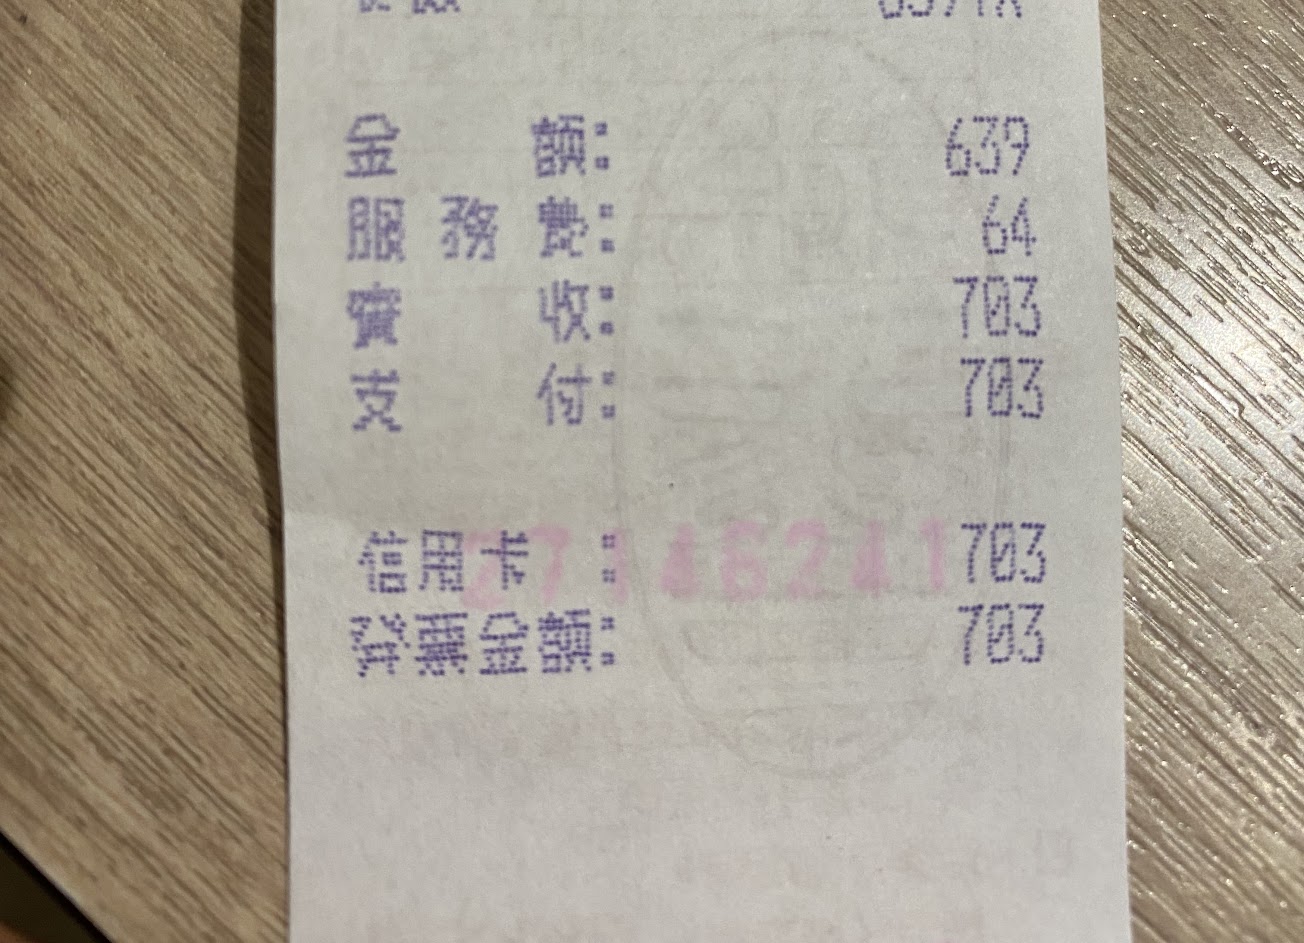 金 額: 639
服 務 費: 64
實 收: 703
支 付: 703
信用卡 : 703
27146241
發票金額: 703